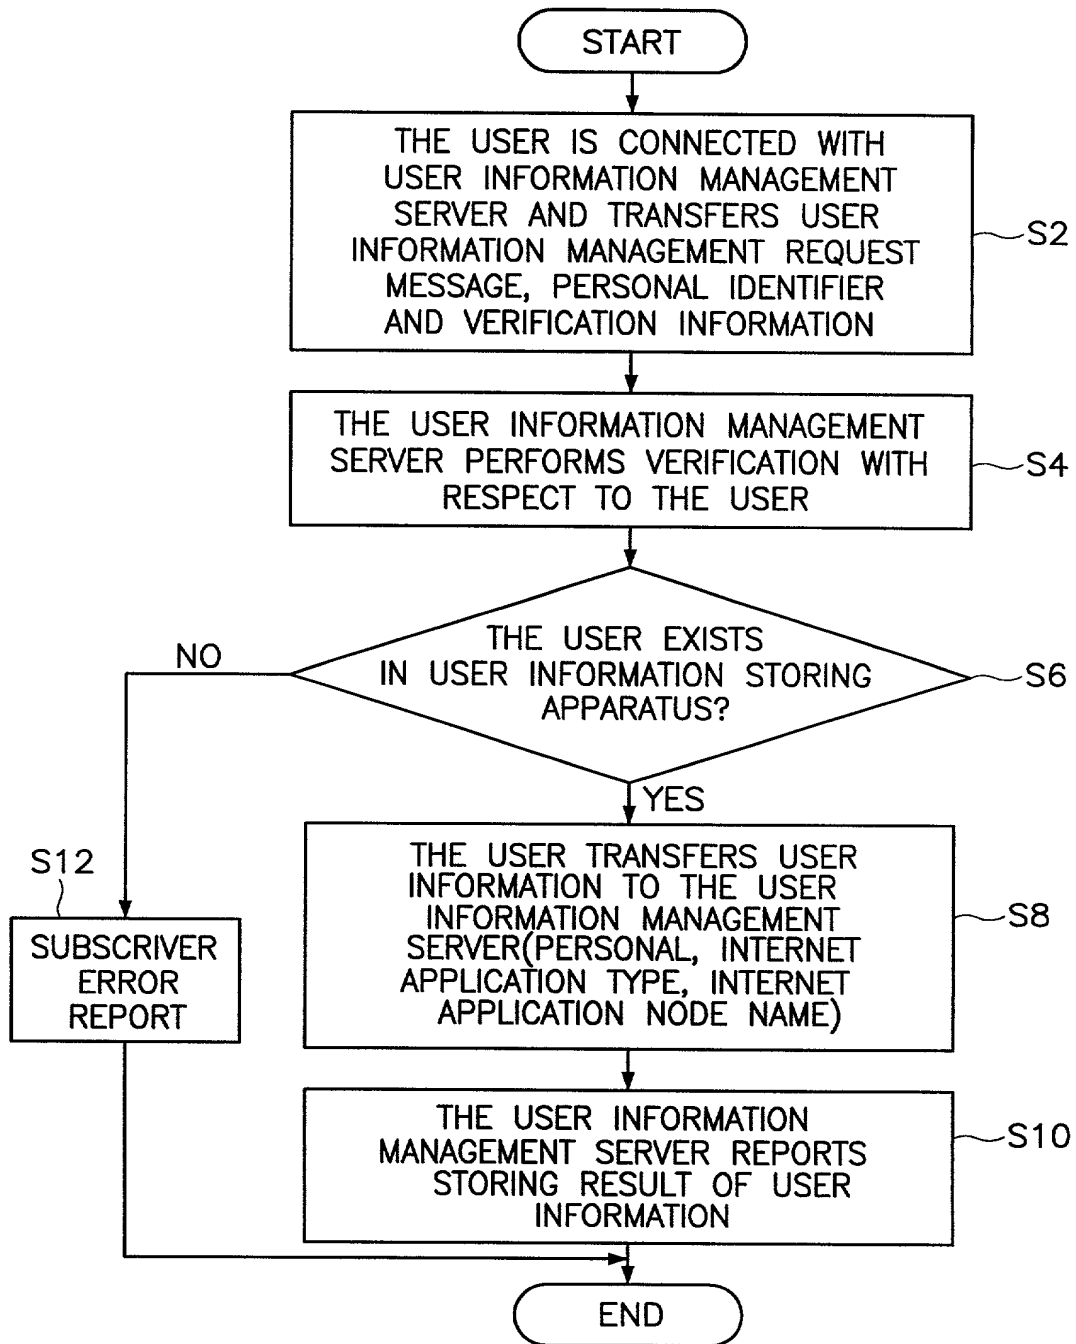 START
THE USER IS CONNECTED WITH
USER INFORMATION MANAGEMENT
SERVER AND TRANSFERS USER
INFORMATION MANAGEMENT REQUEST
MESSAGE, PERSONAL IDENTIFIER
AND VERIFICATION INFORMATION
S2
THE USER INFORMATION MANAGEMENT
SERVER PERFORMS VERIFICATION WITH
RESPECT TO THE USER
S4
THE USER EXISTS
IN USER INFORMATION STORING
APPARATUS?
S6
NO
YES
S12
SUBSCRIVER
ERROR
REPORT
THE USER TRANSFERS USER
INFORMATION TO THE USER
INFORMATION MANAGEMENT
SERVER(PERSONAL, INTERNET
APPLICATION TYPE, INTERNET
APPLICATION NODE NAME)
S8
THE USER INFORMATION
MANAGEMENT SERVER REPORTS
STORING RESULT OF USER
INFORMATION
S10
END